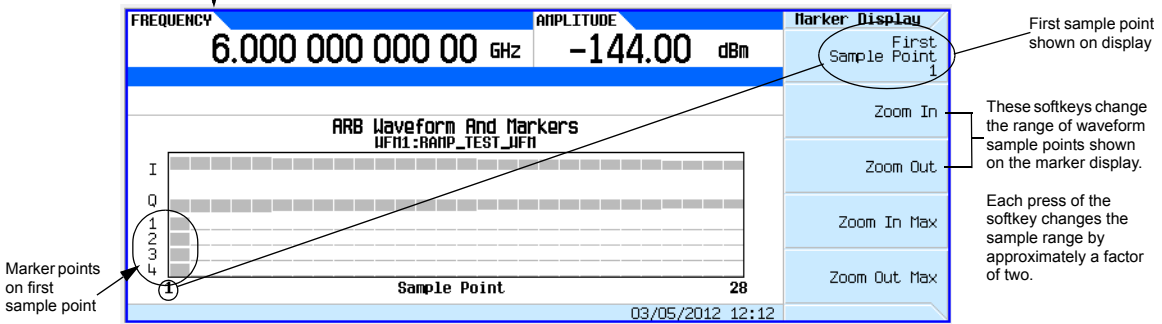 FREQUENCY
AMPLITUDE
6.000 000 000 00 GHz
-144.00 dBm
Marker Display
First
Sample Point
1
Zoom In
Zoom Out
Zoom In Max
Zoom Out Max
ARB Waveform And Markers
WFM1:RAMP_TEST_WFM
I
Q
1
2
3
4
1
Sample Point
28
03/05/2012 12:12
Marker points
on first
sample point
First sample point
shown on display
These softkeys change
the range of waveform
sample points shown
on the marker display.
Each press of the
softkey changes the
sample range by
approximately a factor
of two.